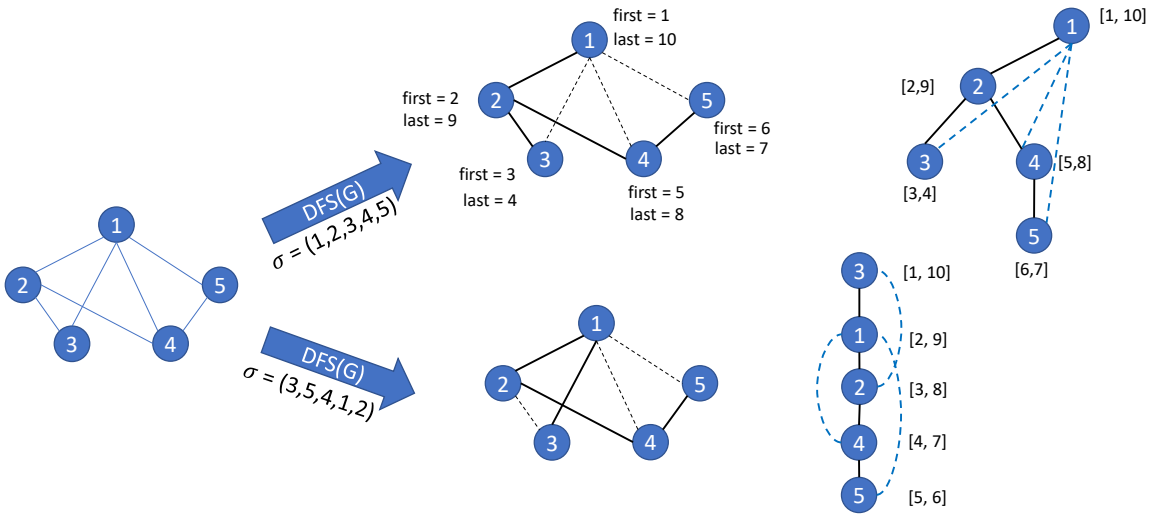 1
2
5
3
4
DFS(G)
σ = (1,2,3,4,5)
DFS(G)
σ = (3,5,4,1,2)
first = 1
last = 10
1
first = 2
last = 9
2
5
first = 6
last = 7
3
4
first = 3
last = 4
first = 5
last = 8
1
2
5
3
4
1
[1, 10]
[2,9]
2
3
4
[5,8]
[3,4]
5
[6,7]
3
[1, 10]
1
[2, 9]
2
[3, 8]
4
[4, 7]
5
[5, 6]